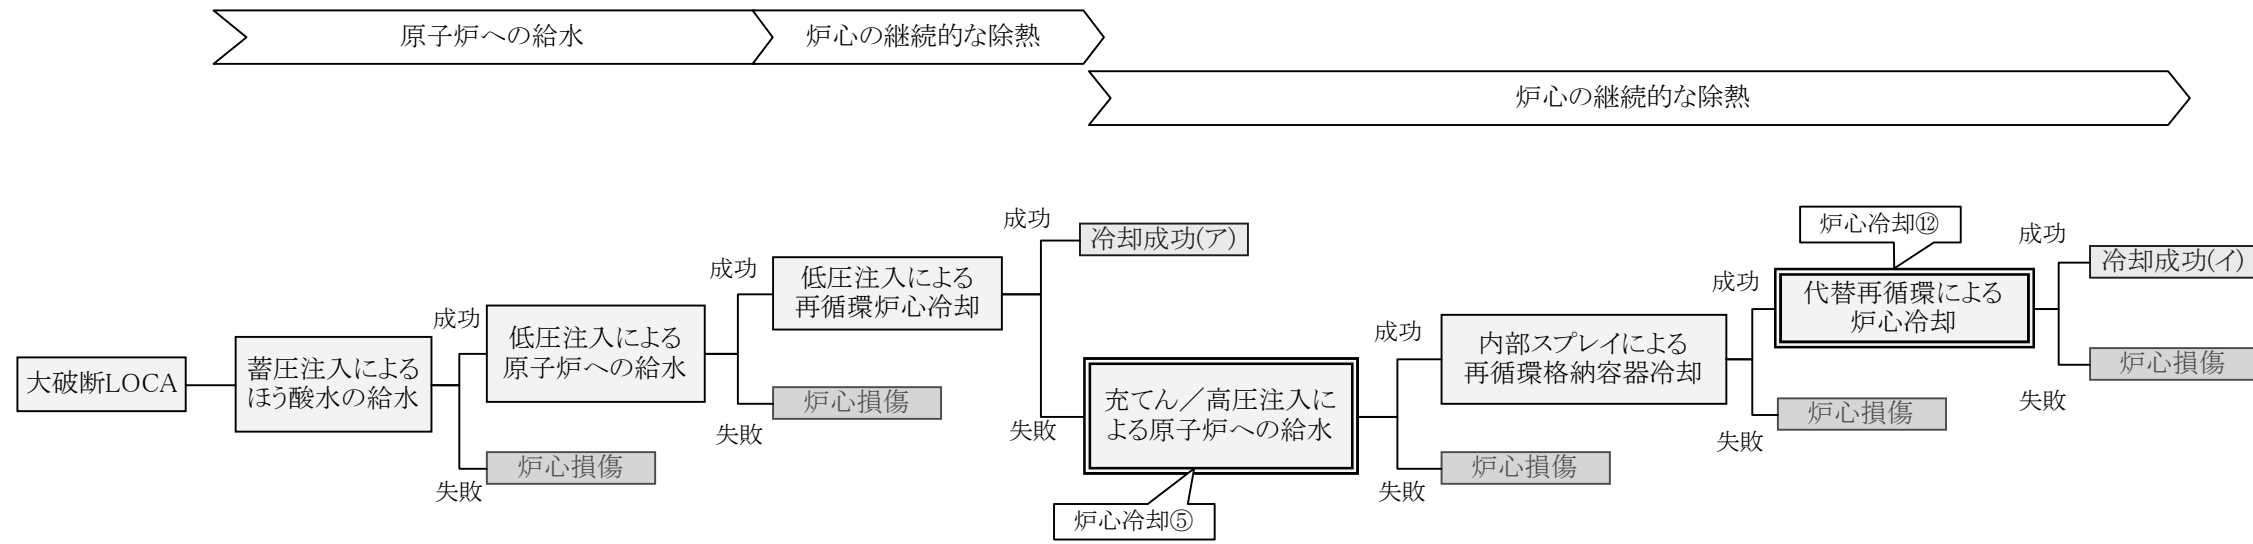 原子炉への給水
炉心の継続的な除熱
炉心の継続的な除熱
大破断LOCA
蓄圧注入による
ほう酸水の給水
成功
失敗
低圧注入による
原子炉への給水
炉心損傷
成功
失敗
低圧注入による
再循環炉心冷却
炉心損傷
成功
失敗
冷却成功(ア)
充てん／高圧注入に
よる原子炉への給水
炉心冷却⑤
成功
失敗
内部スプレイによる
再循環格納容器冷却
炉心損傷
成功
失敗
炉心冷却⑫
代替再循環による
炉心冷却
炉心損傷
成功
失敗
冷却成功(イ)
炉心損傷